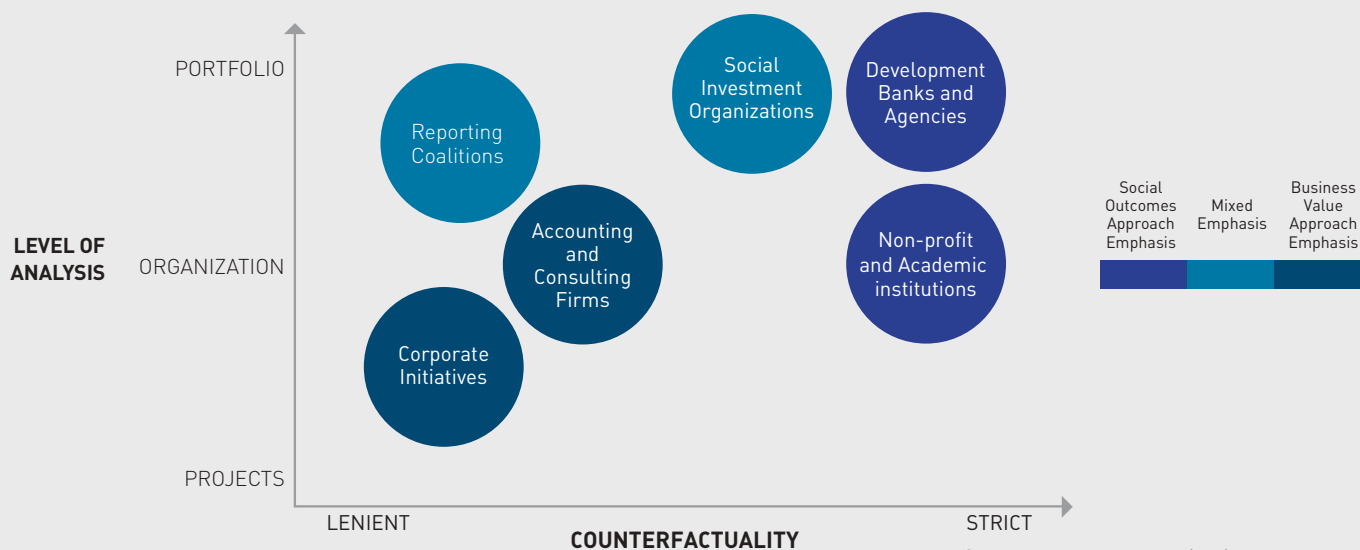 PORTFOLIO
Reporting
Coalitions
Social
Investment
Organizations
Development
Banks and
Agencies
LEVEL OF
ANALYSIS
ORGANIZATION
Accounting
and
Consulting
Firms
Non-profit
and Academic
institutions
Corporate
Initiatives
PROJECTS
LENIENT
STRICT
COUNTERFACTUALITY
Social
Outcomes
Approach
Emphasis
Mixed
Emphasis
Business
Value
Approach
Emphasis